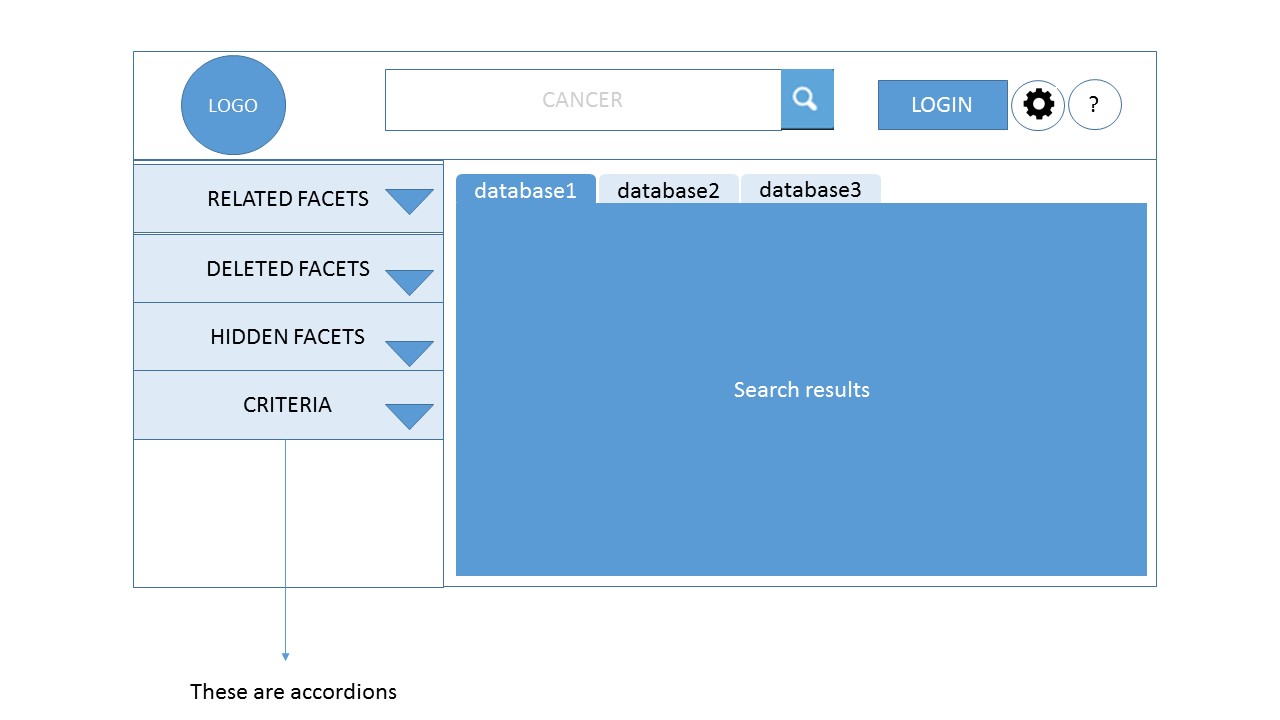 LOGO
CANCER
LOGIN
?
RELATED FACETS
DELETED FACETS
HIDDEN FACETS
CRITERIA
database1
database2
database3
Search results
These are accordions